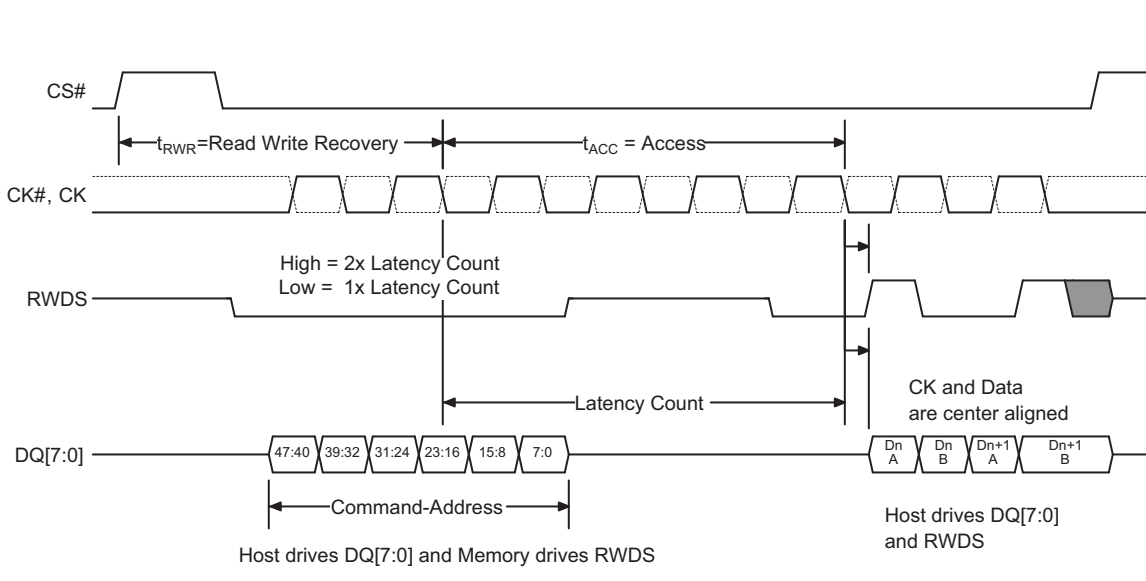 CS#
tRWR=Read Write Recovery
tACC = Access
CK#, CK
High = 2x Latency Count
Low = 1x Latency Count
RWDS
Latency Count
CK and Data
are center aligned
DQ[7:0]
47:40 39:32 31:24 23:16 15:8 7:0
Dn A Dn B Dn+1 A Dn+1 B
Command-Address
Host drives DQ[7:0]
and RWDS
Host drives DQ[7:0] and Memory drives RWDS